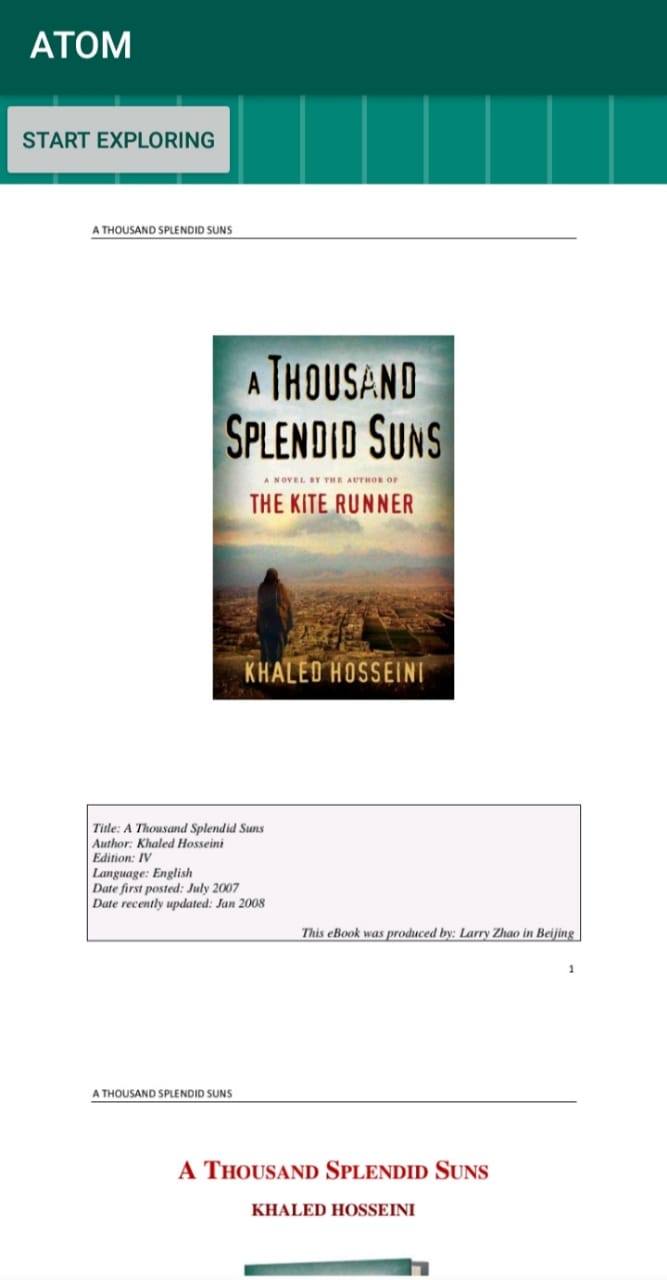 ATOM
START EXPLORING
A THOUSAND SPLENDID SUNS
A THOUSAND
SPLENDID SUNS
A NOVEL BY THE AUTHOR OF
THE KITE RUNNER
KHALED HOSSEINI
Title: A Thousand Splendid Suns
Author: Khaled Hosseini
Edition: IV
Language: English
Date first posted: July 2007
Date recently updated: Jan 2008
This eBook was produced by: Larry Zhao in Beijing
1
A THOUSAND SPLENDID SUNS
A THOUSAND SPLENDID SUNS
KHALED HOSSEINI